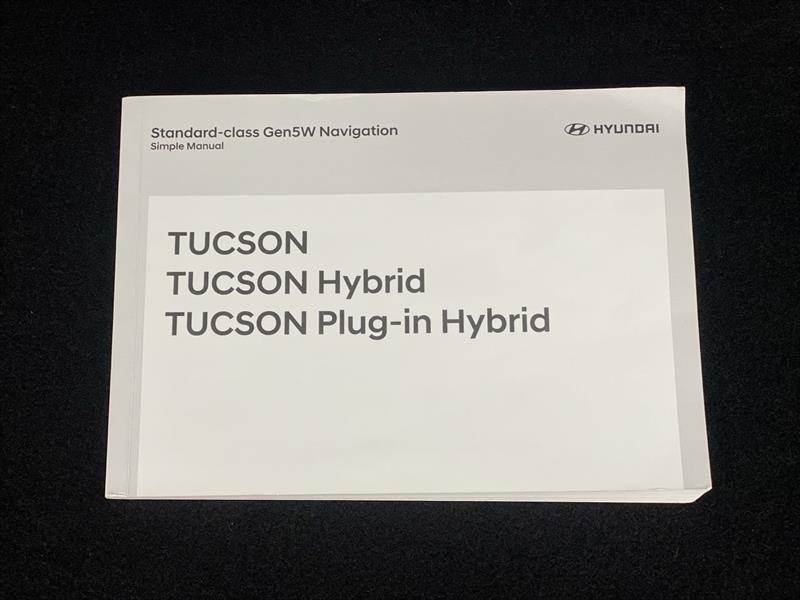 Standard-class Gen5W Navigation
Simple Manual
HYUNDAI
TUCSON
TUCSON Hybrid
TUCSON Plug-in Hybrid